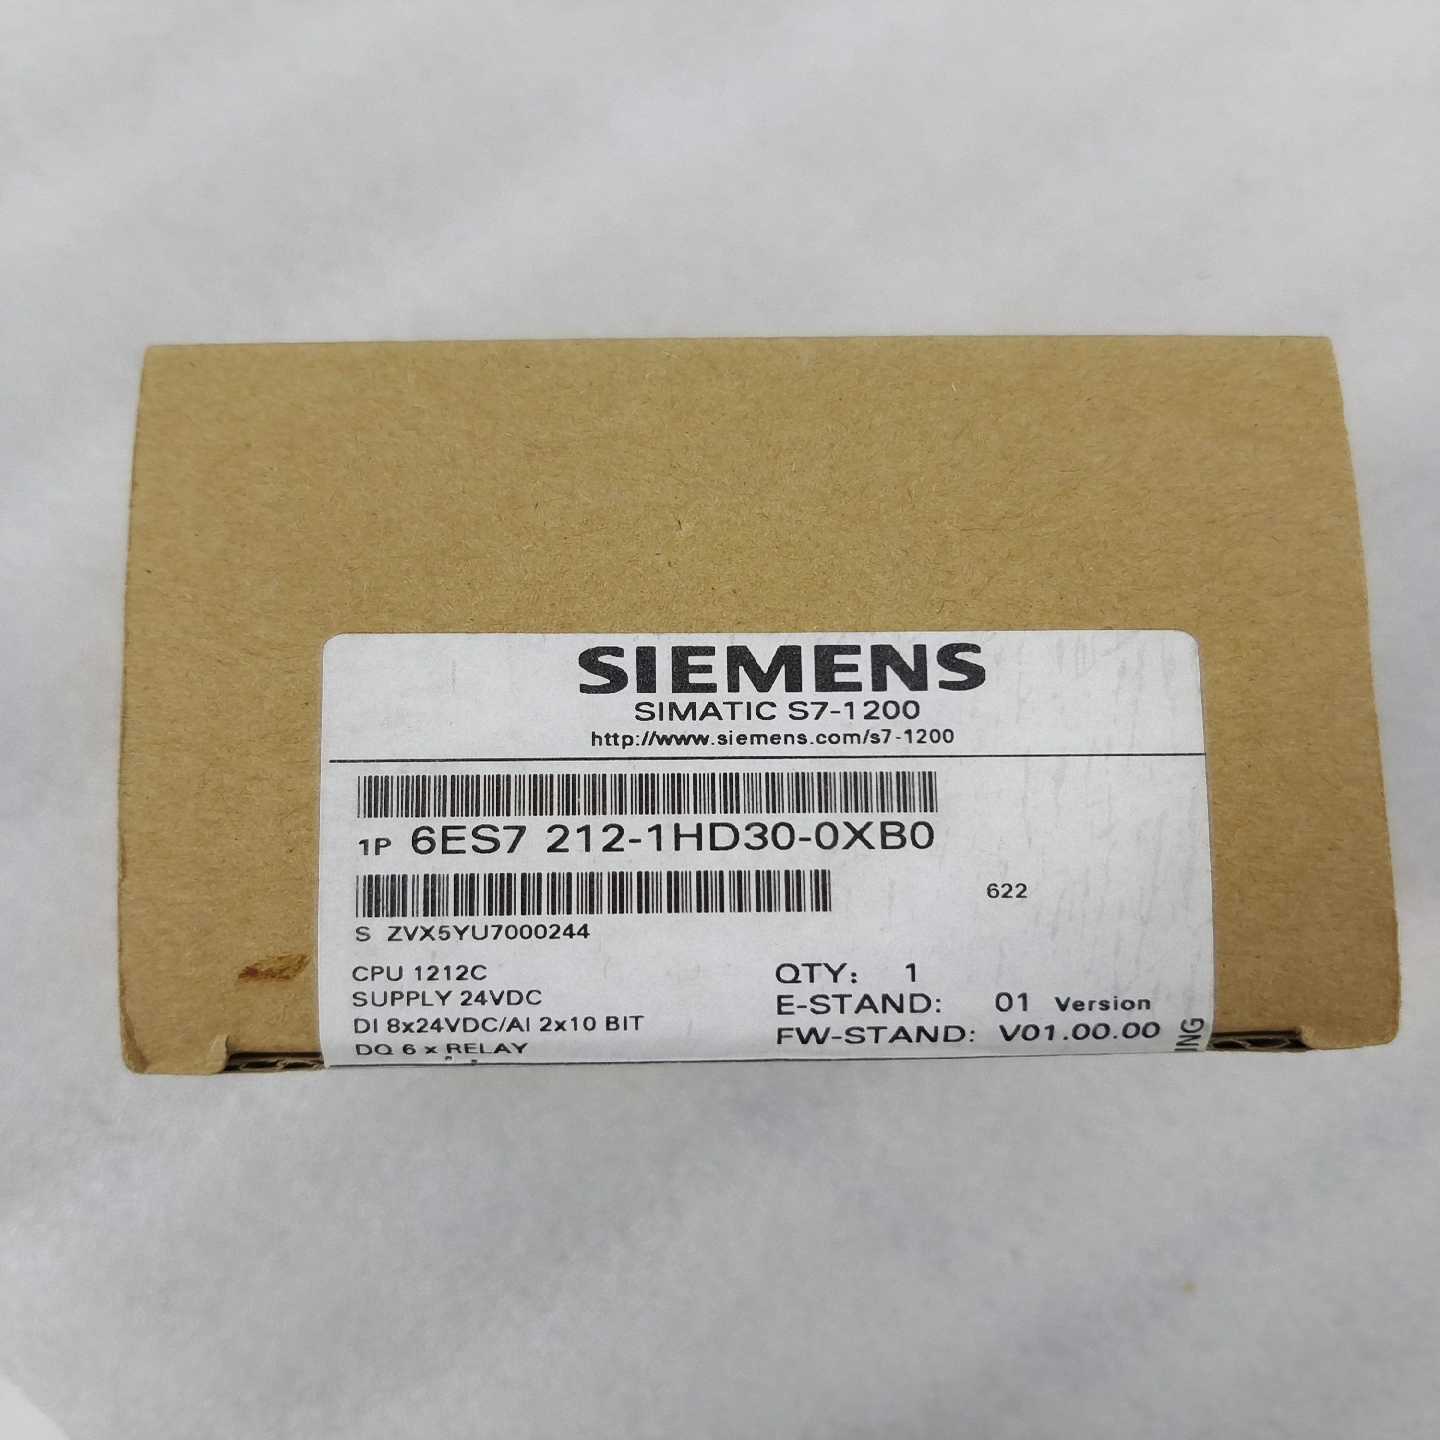 SIEMENS
SIMATIC S7-1200
http://www.siemens.com/s7-1200
1P 6ES7 212-1HD30-0XB0
622
S ZVX5YU7000244
CPU 1212C
SUPPLY 24VDC
DI 8x24VDC/AI 2x10 BIT
DQ 6 x RELAY
QTY: 1
E-STAND: 01 Version
FW-STAND: V01.00.00